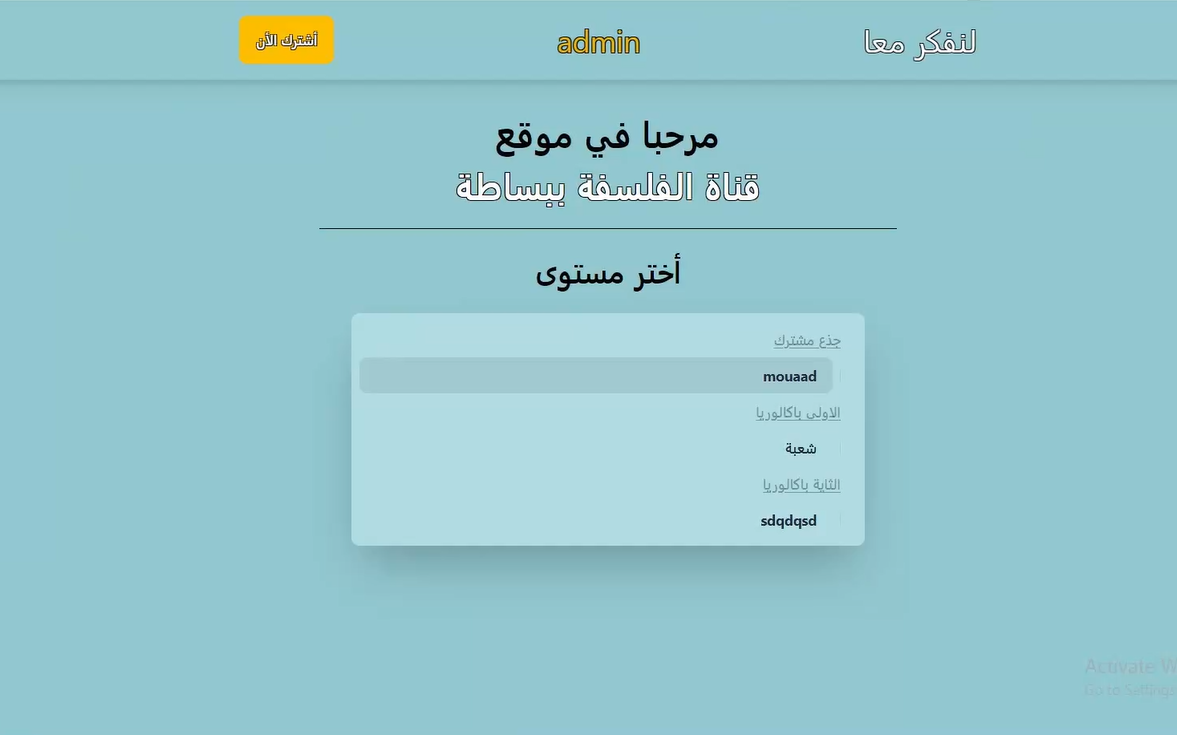 لنفكر معا
admin
أشترك الأن
مرحبا في موقع
قناة الفلسفة ببساطة
أختر مستوى
جذع مشترك
mouaad
الاولى باكالوريا
شعبة
الثاية باكالوريا
sdqdqsd
Activate W
Go to Settings